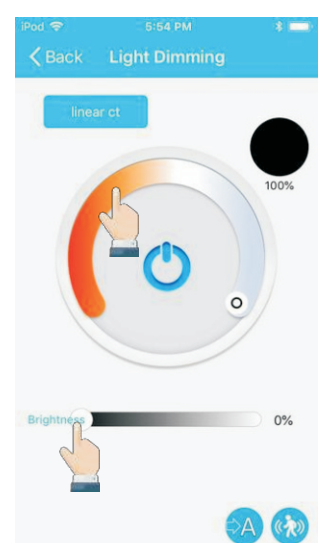 iPod 5:54 PM
Back Light Dimming
linear ct
100%
Brightness 0%
A